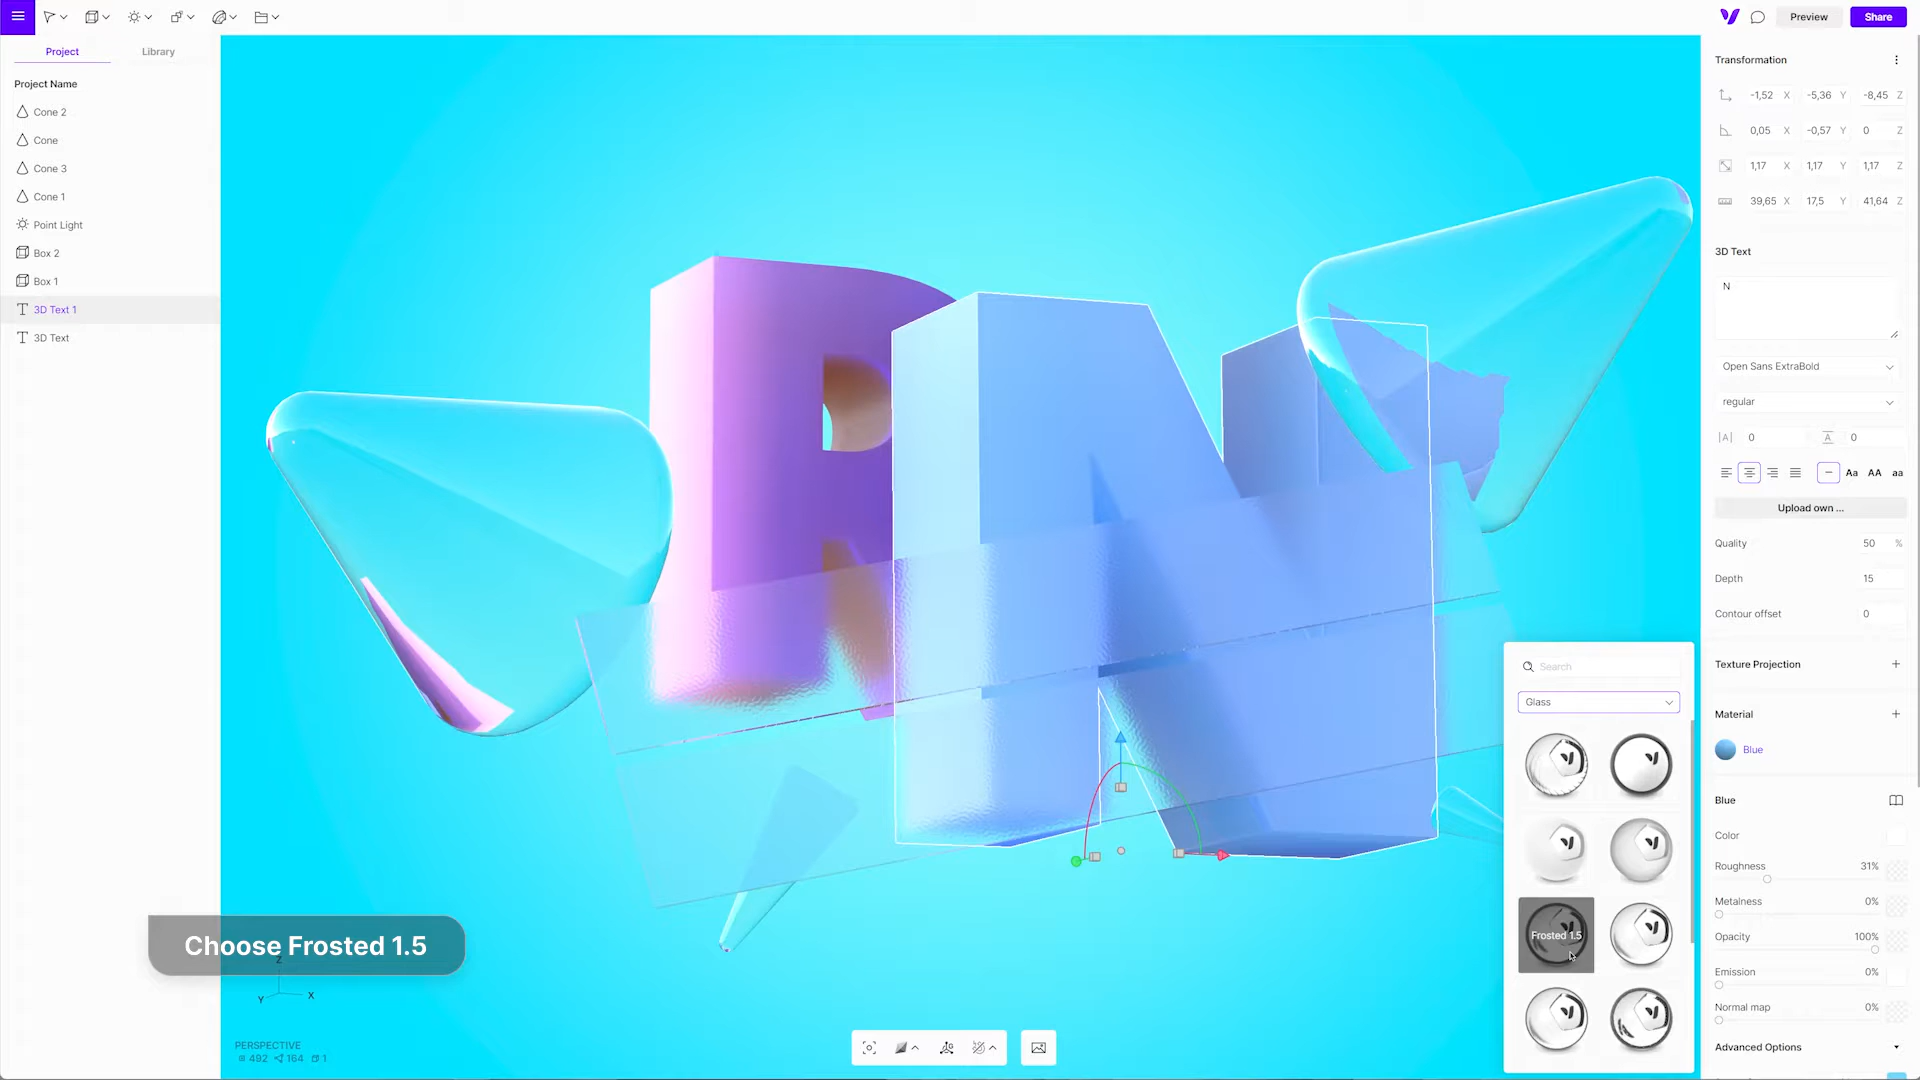 Preview
Share
Project
Library
Project Name
Cone 2
Cone
Cone 3
Cone 1
Point Light
Box 2
Box 1
3D Text 1
3D Text
Transformation
-1,52 X -5,36 Y -8,45 Z
0,05 X -0,57 Y 0 Z
1,17 X 1,17 Y 1,17 Z
39,65 X 17,5 Y 41,64 Z
3D Text
N
Open Sans ExtraBold
regular
|A| 0 A 0
Aa AA aa
Upload own ...
Quality 50 %
Depth 15
Contour offset 0
Texture Projection
Material
Blue
Blue
Color
Roughness 31%
Metalness 0%
Opacity 100%
Emission 0%
Normal map 0%
Advanced Options
Search
Glass
Frosted 1.5
RN
Choose Frosted 1.5
Z
Y X
PERSPECTIVE
492 164 1